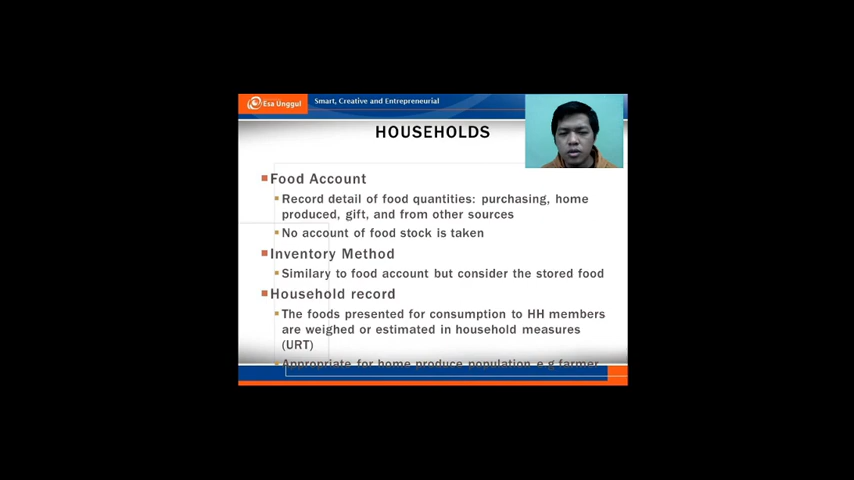 Esa Unggul
Smart, Creative and Entrepreneurial
HOUSEHOLDS
Food Account
Record detail of food quantities: purchasing, home
produced, gift, and from other sources
No account of food stock is taken
Inventory Method
Similary to food account but consider the stored food
Household record
The foods presented for consumption to HH members
are weighed or estimated in household measures
(URT)
Appropriate for home produce population e.g farmer